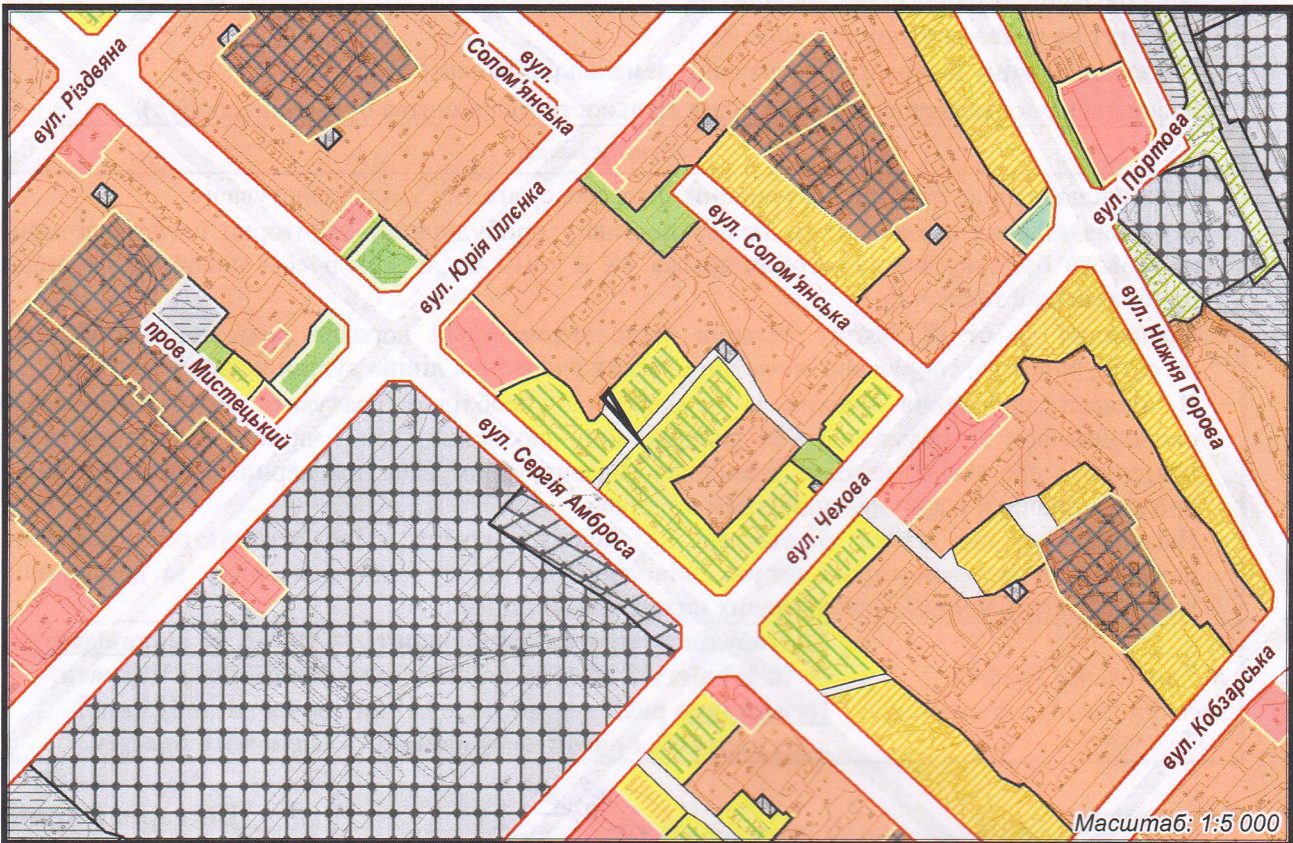 вул. Різдвяна
вул.
Солом'янська
вул. Портова
вул. Юрія Іллєнка
вул. Солом'янська
вул. Нижня Горова
пров. Мистецький
вул. Сергія Амброса
вул. Чехова
вул. Кобзарська
Масштаб: 1:5 000